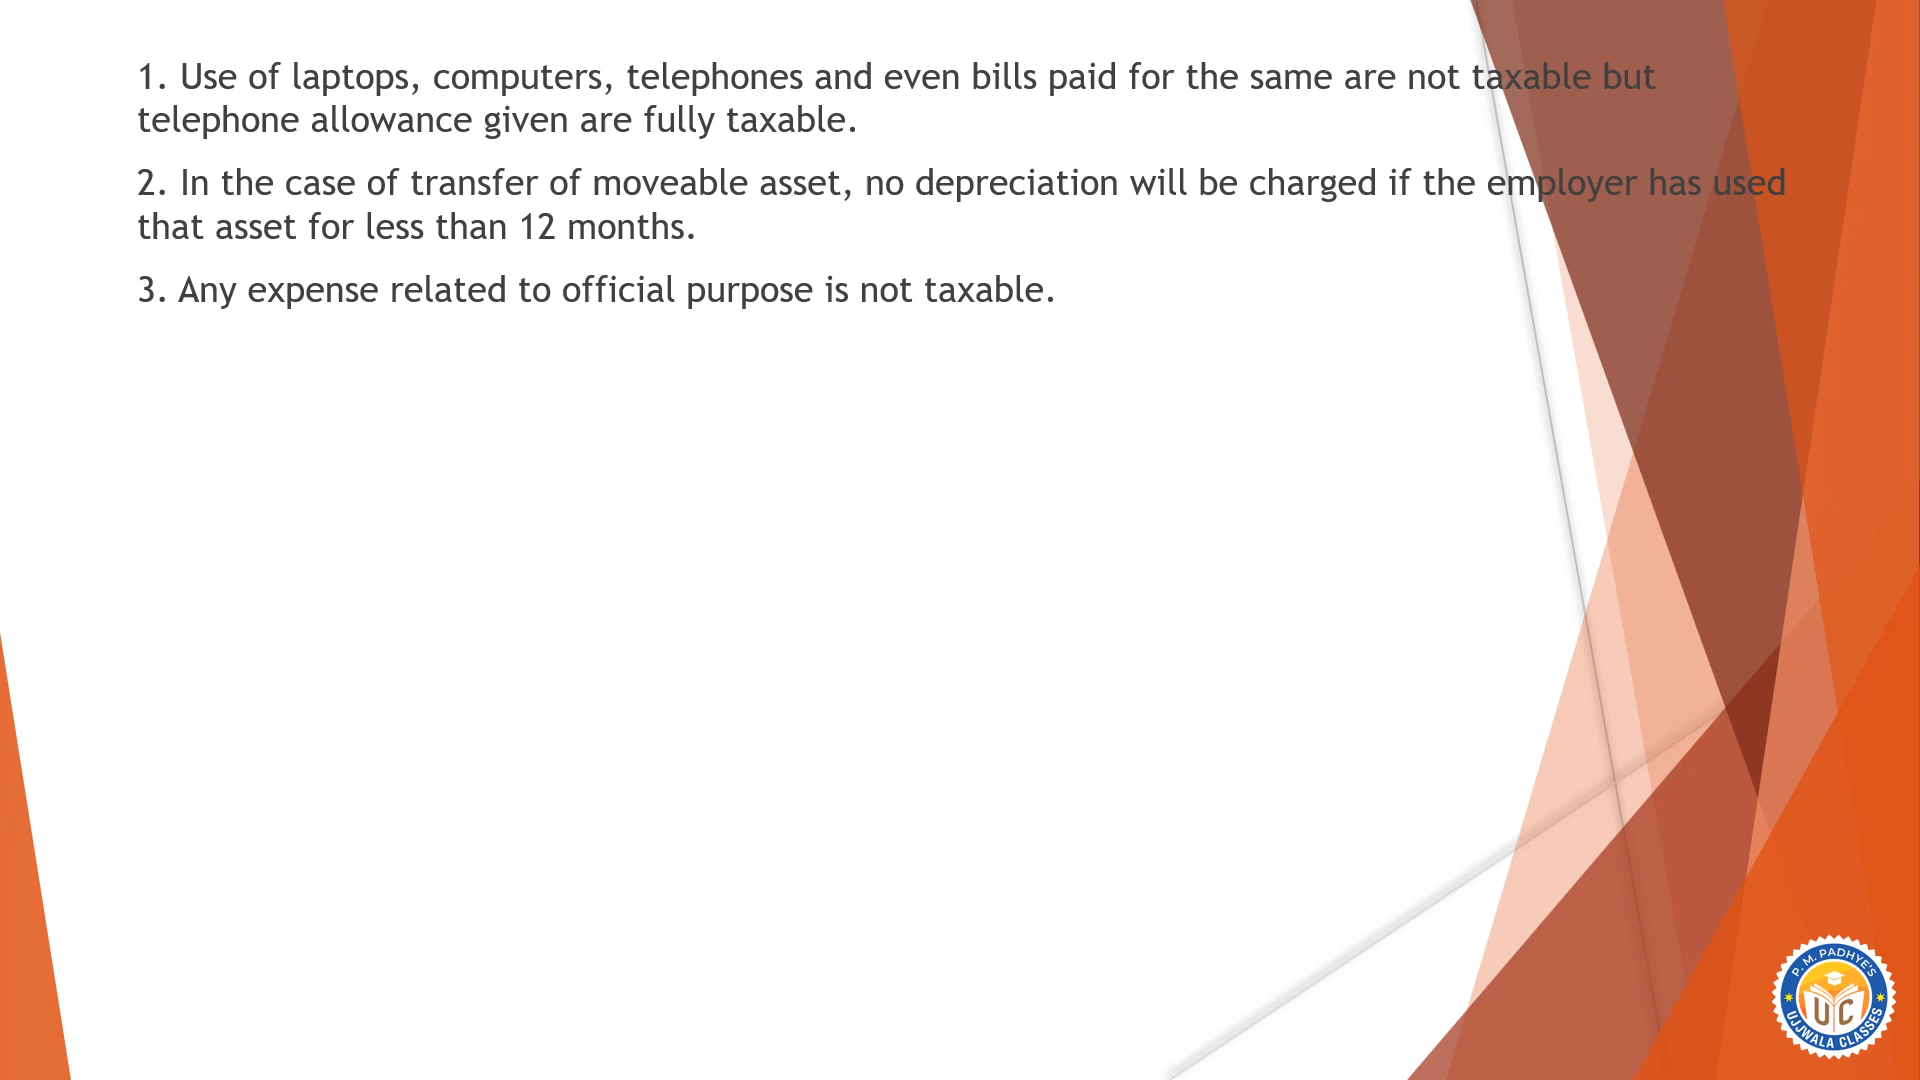 1. Use of laptops, computers, telephones and even bills paid for the same are not taxable but
telephone allowance given are fully taxable.
2. In the case of transfer of moveable asset, no depreciation will be charged if the employer has used
that asset for less than 12 months.
3. Any expense related to official purpose is not taxable.
P. M. PADHYE'S
UC
UJJWALA CLASSES